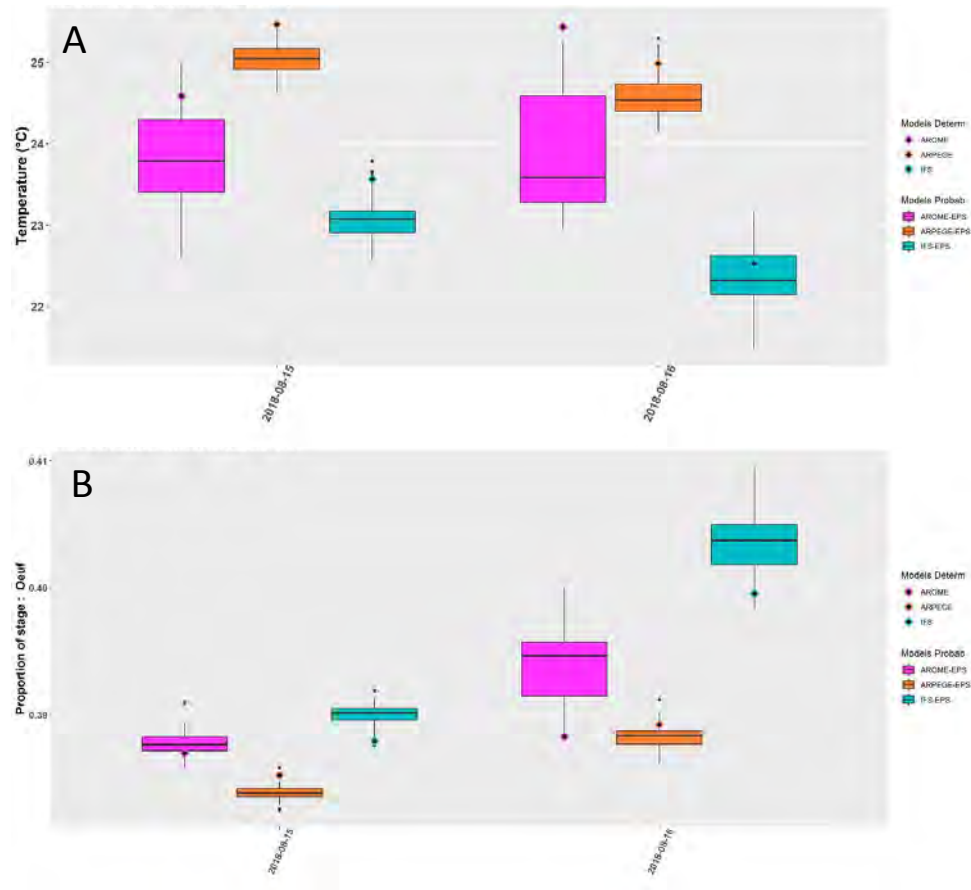 A
25
24
23
22
Temperature (°C)
2018-08-15
2018-08-16
Models Determ
AROME
ARPEGE
IFS
Models Probab
AROME-EPS
ARPEGE-EPS
IFS-EPS
B
0.41
0.40
0.39
Proportion of stage : Oeuf
2018-08-15
2018-08-16
Models Determ
AROME
ARPEGE
IFS
Models Probab
AROME-EPS
ARPEGE-EPS
IFS-EPS